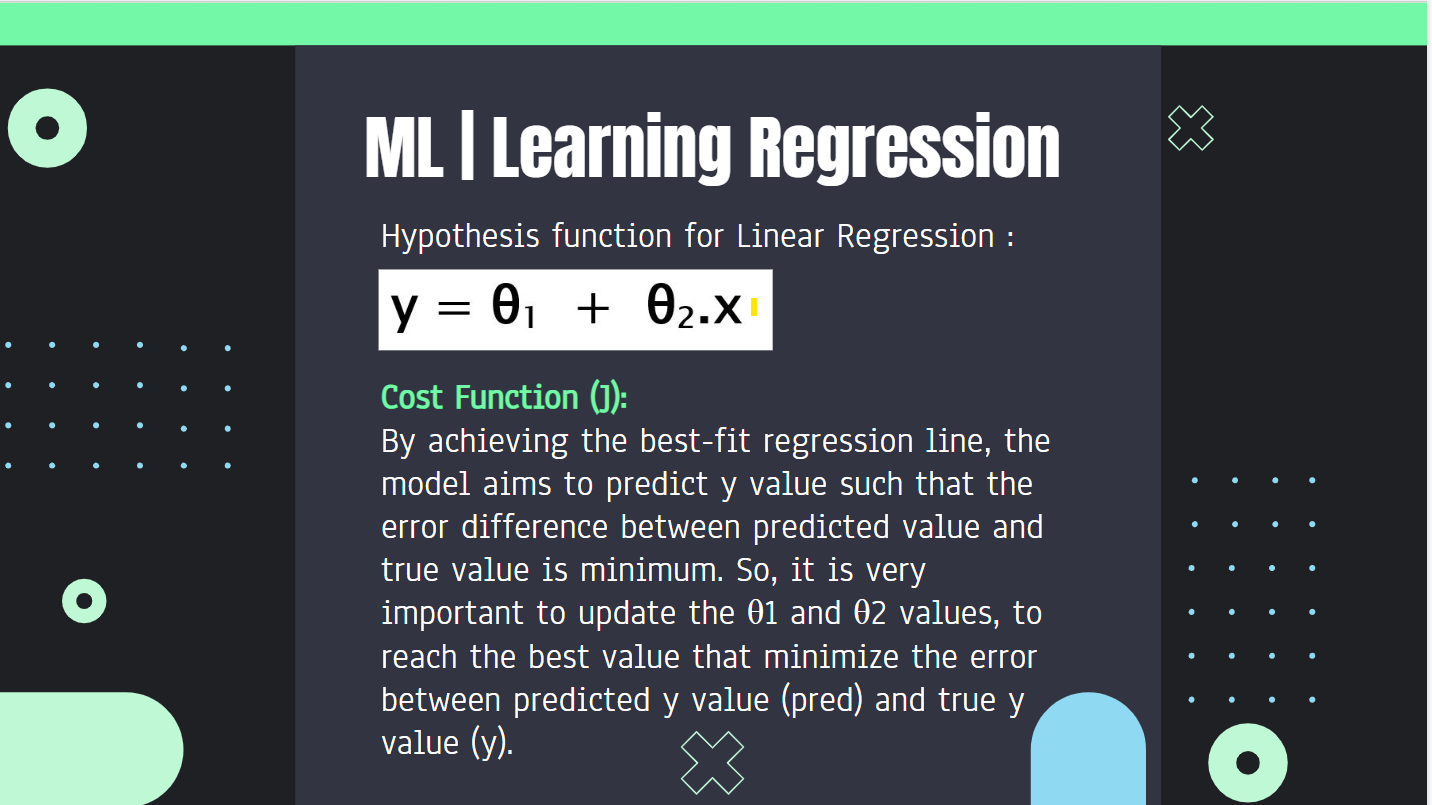 ML | Learning Regression
Hypothesis function for Linear Regression :
y = θ₁ + θ₂.x
Cost Function (J):
By achieving the best-fit regression line, the
model aims to predict y value such that the
error difference between predicted value and
true value is minimum. So, it is very
important to update the θ1 and θ2 values, to
reach the best value that minimize the error
between predicted y value (pred) and true y
value (y).